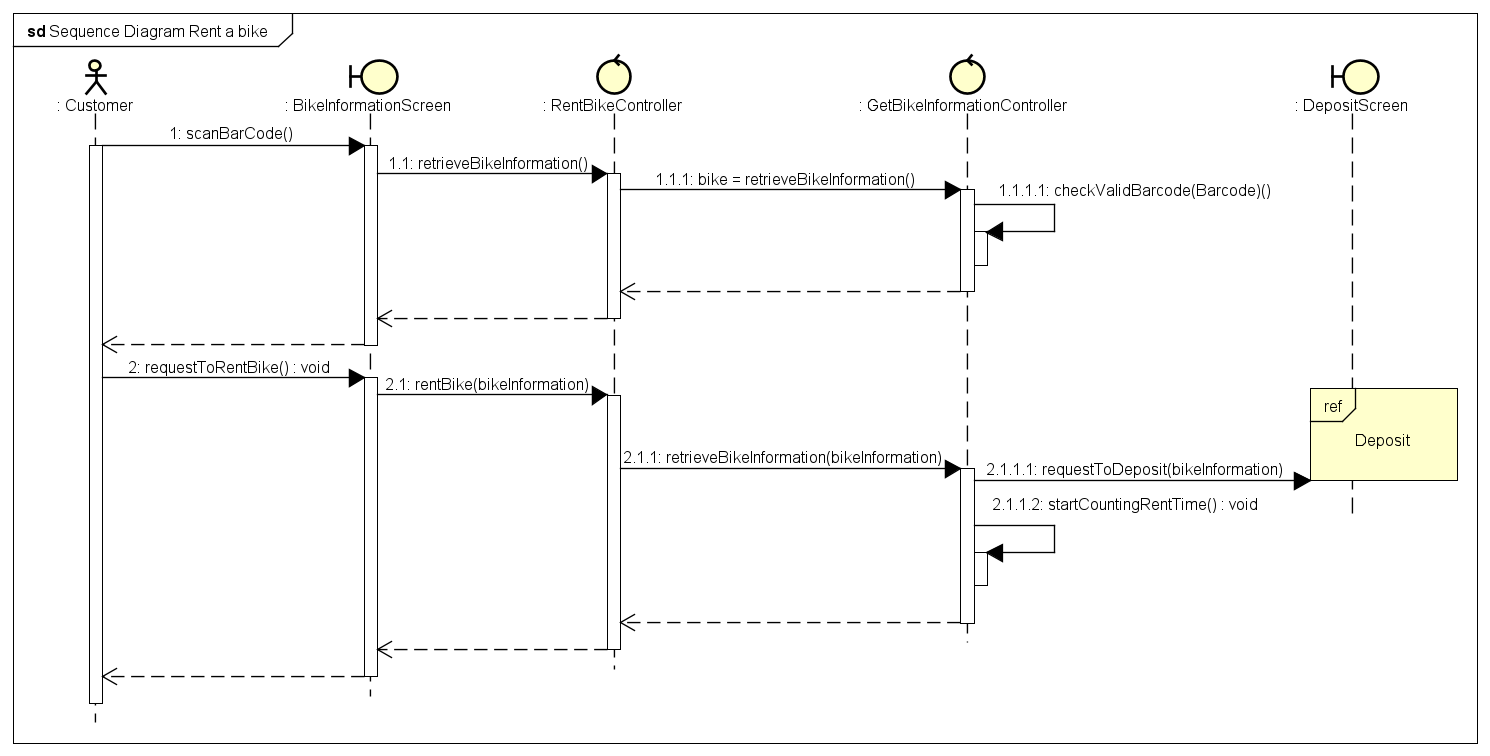 sd Sequence Diagram Rent a bike
: Customer
: BikeInformationScreen
: RentBikeController
: GetBikeInformationController
: DepositScreen
1: scanBarCode()
1.1: retrieveBikeInformation()
1.1.1: bike = retrieveBikeInformation()
1.1.1.1: checkValidBarcode(Barcode)()
2: requestToRentBike() : void
2.1: rentBike(bikeInformation)
ref
Deposit
2.1.1: retrieveBikeInformation(bikeInformation)
2.1.1.1: requestToDeposit(bikeInformation)
2.1.1.2: startCountingRentTime() : void